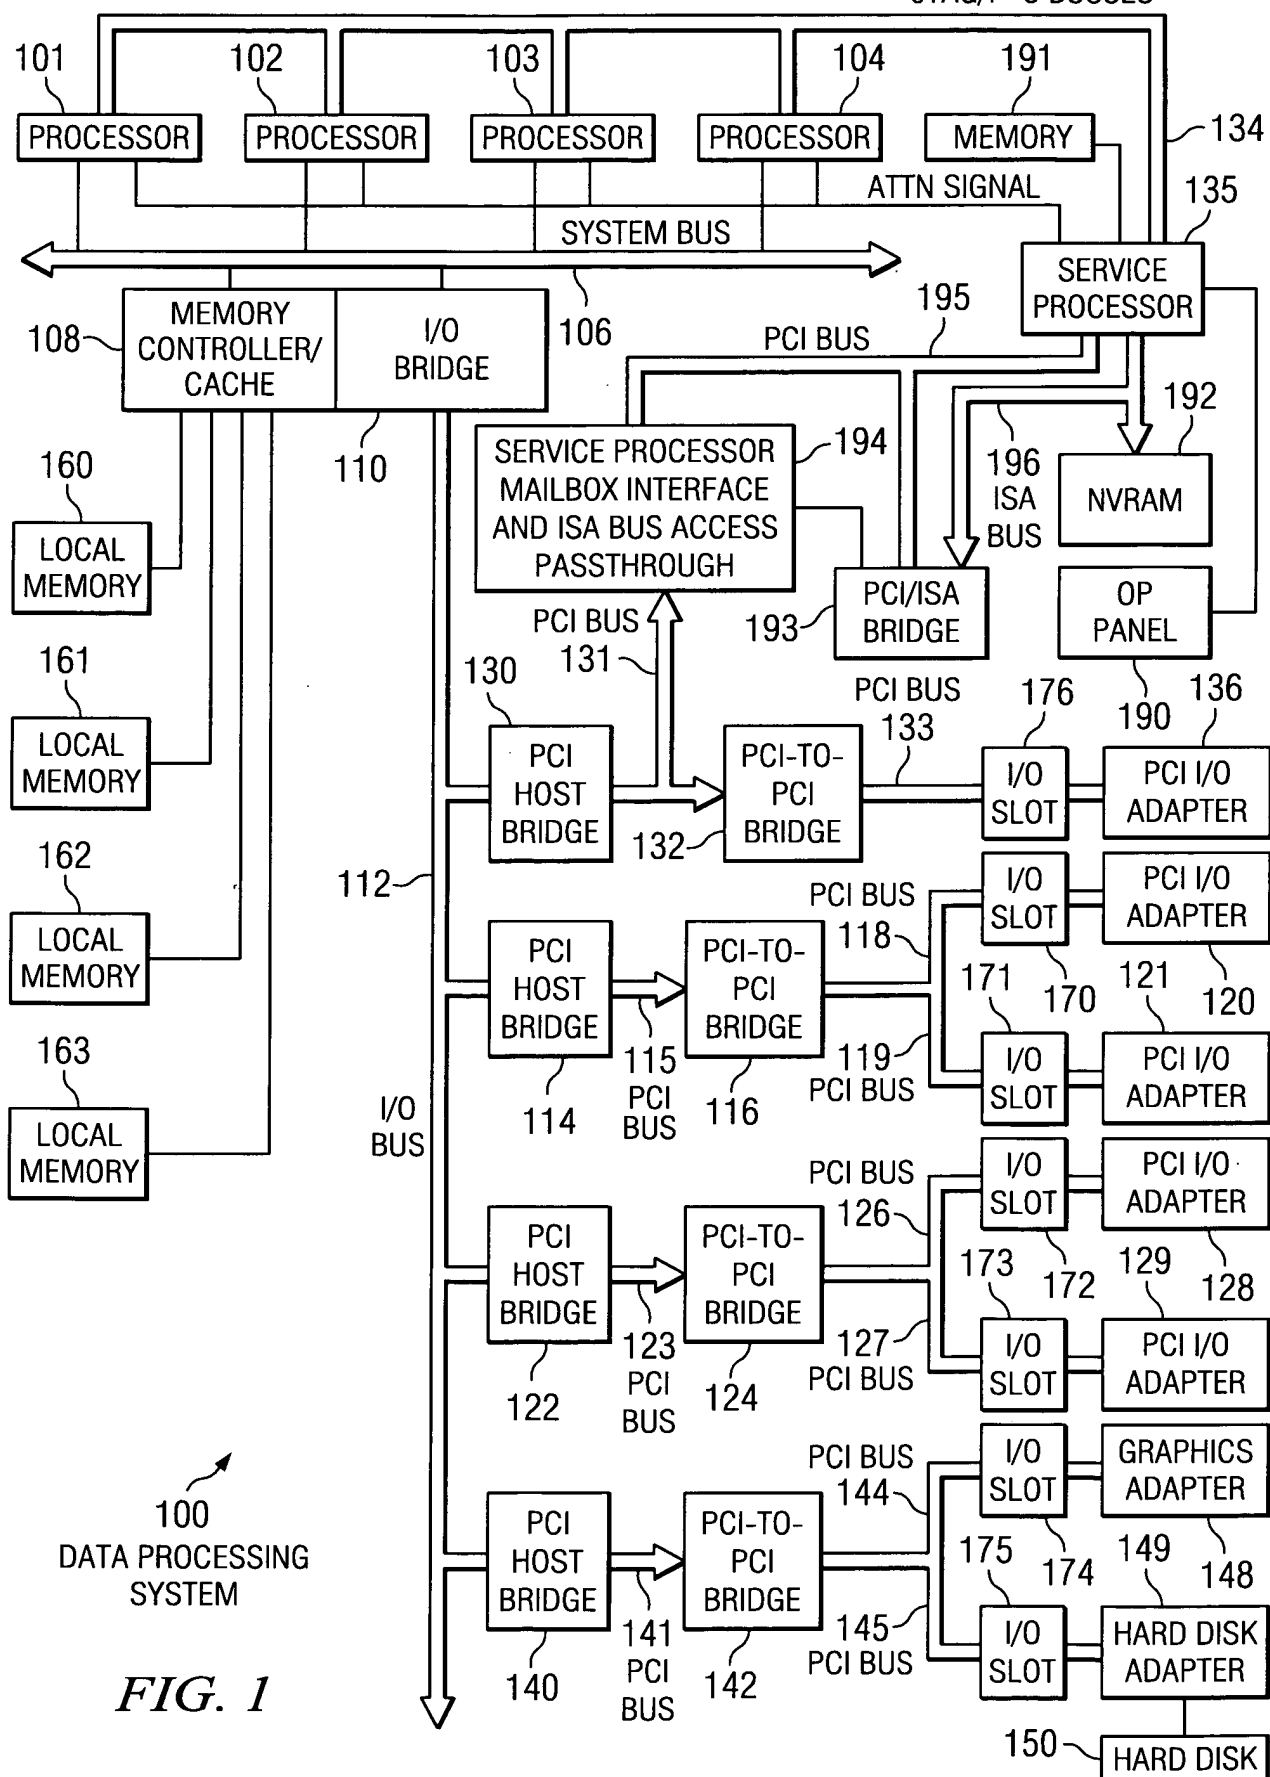 101
102
103
104
191
PROCESSOR
PROCESSOR
PROCESSOR
PROCESSOR
MEMORY
134
ATTN SIGNAL
135
SYSTEM BUS
SERVICE
PROCESSOR
195
108
MEMORY
CONTROLLER/
CACHE
I/O
BRIDGE
106
PCI BUS
110
192
194
SERVICE PROCESSOR
MAILBOX INTERFACE
AND ISA BUS ACCESS
PASSTHROUGH
196
ISA
BUS
NVRAM
160
LOCAL
MEMORY
PCI BUS
131
193
PCI/ISA
BRIDGE
OP
PANEL
190
161
LOCAL
MEMORY
130
PCI
HOST
BRIDGE
132
PCI-TO-
PCI
BRIDGE
PCI BUS
133
176
I/O
SLOT
136
PCI I/O
ADAPTER
112
162
LOCAL
MEMORY
PCI
HOST
BRIDGE
114
115
PCI
BUS
PCI-TO-
PCI
BRIDGE
116
PCI BUS
118
I/O
SLOT
170
PCI I/O
ADAPTER
120
119
PCI BUS
171
I/O
SLOT
121
PCI I/O
ADAPTER
163
LOCAL
MEMORY
I/O
BUS
PCI
HOST
BRIDGE
122
123
PCI
BUS
PCI-TO-
PCI BRIDGE
124
PCI BUS
126
I/O
SLOT
172
PCI I/O
ADAPTER
128
127
PCI BUS
173
I/O
SLOT
129
PCI I/O
ADAPTER
100
DATA PROCESSING
SYSTEM
PCI
HOST
BRIDGE
140
141
PCI
BUS
PCI-TO-
PCI
BRIDGE
142
PCI BUS
144
I/O
SLOT
174
GRAPHICS
ADAPTER
148
145
PCI BUS
175
I/O
SLOT
149
HARD DISK
ADAPTER
150
HARD DISK
FIG. 1